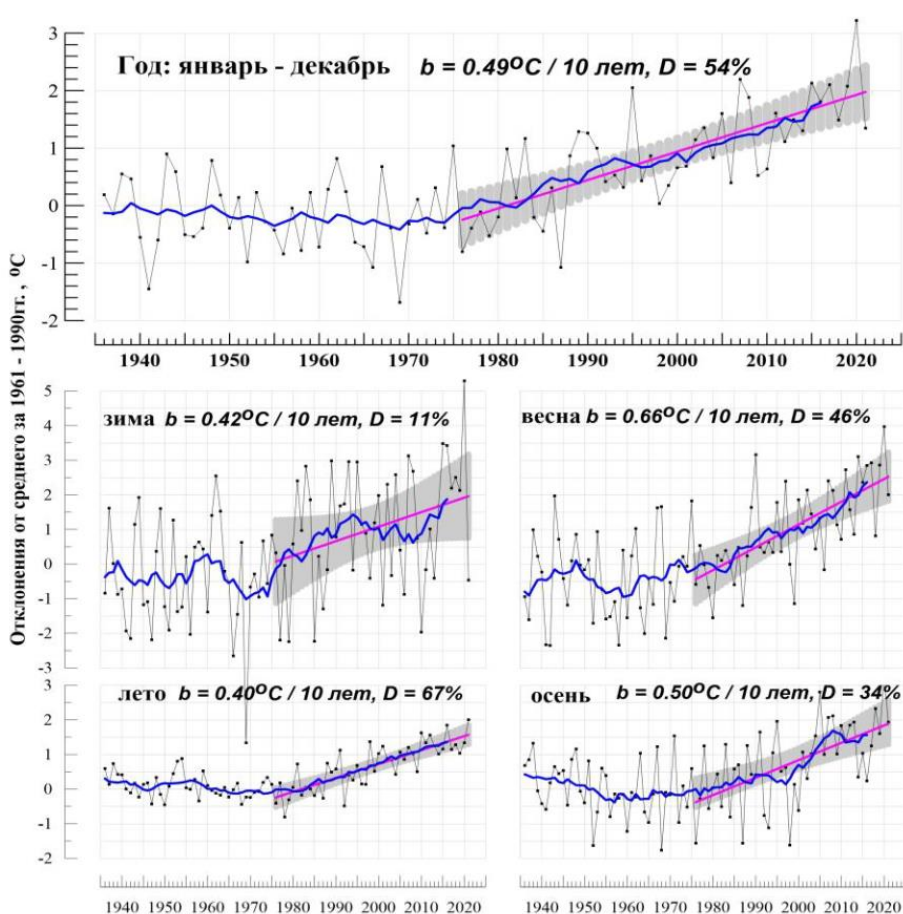 Отклонения от среднего за 1961 - 1990гг. , ºС
Год: январь - декабрь b = 0.49ºC / 10 лет, D = 54%
3
2
1
0
-1
-2
1940 1950 1960 1970 1980 1990 2000 2010 2020
зима b = 0.42ºC / 10 лет, D = 11%
весна b = 0.66ºC / 10 лет, D = 46%
5
4
3
2
1
0
-1
-2
-3
лето b = 0.40ºC / 10 лет, D = 67%
осень b = 0.50ºC / 10 лет, D = 34%
3
2
1
0
-1
-2
1940 1950 1960 1970 1980 1990 2000 2010 2020
1940 1950 1960 1970 1980 1990 2000 2010 2020